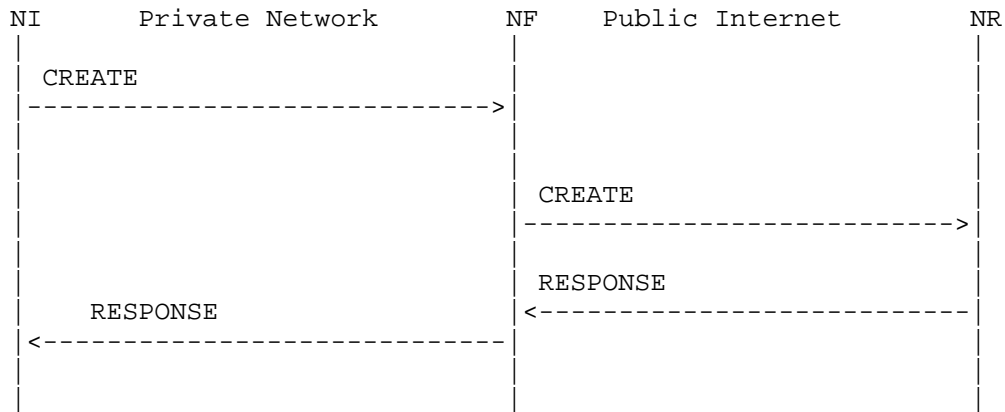 NI Private Network NF Public Internet NR
CREATE
CREATE
RESPONSE
RESPONSE